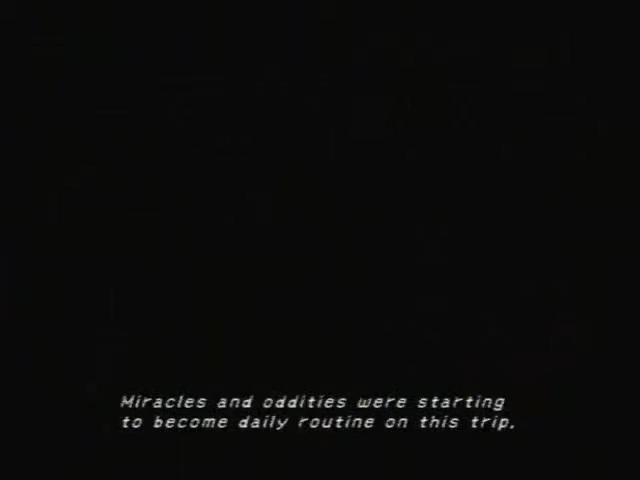 Miracles and oddities were starting
to become daily routine on this trip.